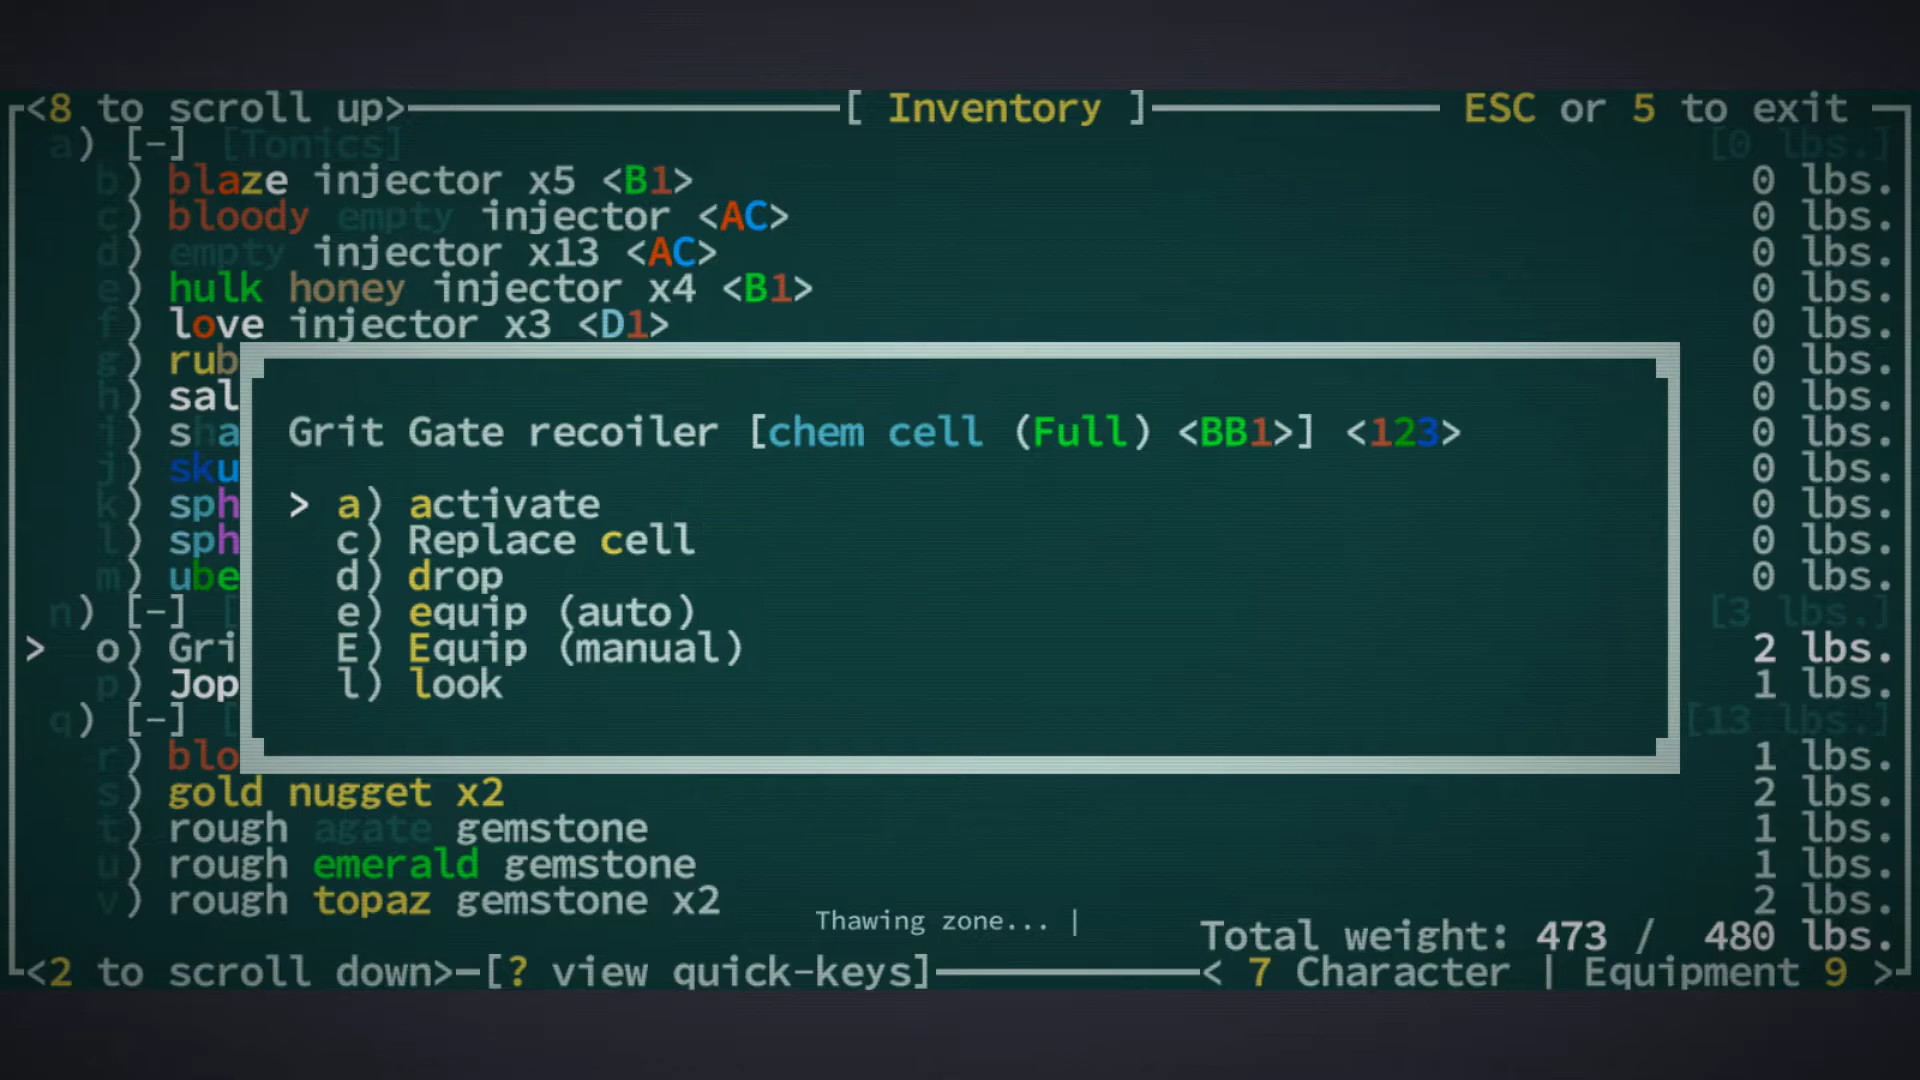 <8 to scroll up> [ Inventory ] ESC or 5 to exit
a) [-] [Tonics] [0 lbs.]
b) blaze injector x5 <B1> 0 lbs.
c) bloody empty injector <AC> 0 lbs.
d) empty injector x13 <AC> 0 lbs.
e) hulk honey injector x4 <B1> 0 lbs.
f) love injector x3 <D1> 0 lbs.
g) rub 0 lbs.
h) sal 0 lbs.
i) sha 0 lbs.
j) sku 0 lbs.
k) sph 0 lbs.
l) sph 0 lbs.
m) ube 0 lbs.
n) [-] [ [3 lbs.]
> o) Gri 2 lbs.
p) Jop 1 lbs.
q) [-] [ [13 lbs.]
r) blo 1 lbs.
Grit Gate recoiler [chem cell (Full) <BB1>] <123>
> a) activate
c) Replace cell
d) drop
e) equip (auto)
E) Equip (manual)
l) look
s) gold nugget x2 2 lbs.
t) rough agate gemstone 1 lbs.
u) rough emerald gemstone 1 lbs.
v) rough topaz gemstone x2 2 lbs.
Thawing zone... |
Total weight: 473 / 480 lbs.
<2 to scroll down> [? view quick-keys] < 7 Character | Equipment 9 >